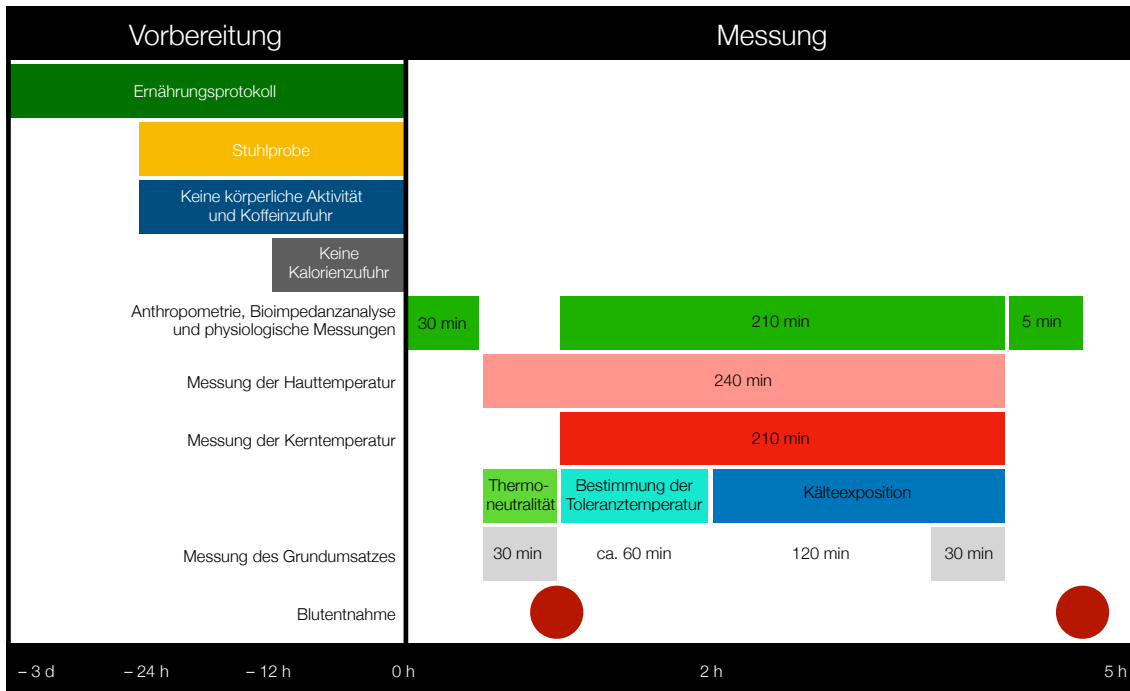 Vorbereitung
Messung
Ernährungsprotokoll
Stuhlprobe
Keine körperliche Aktivität
und Koffeinzufuhr
Keine
Kalorienzufuhr
Anthropometrie, Bioimpedanzanalyse
und physiologische Messungen
30 min
210 min
5 min
Messung der Hauttemperatur
240 min
Messung der Kerntemperatur
210 min
Thermo-
neutralität
Bestimmung der
Toleranztemperatur
Kälteexposition
Messung des Grundumsatzes
30 min
ca. 60 min
120 min
30 min
Blutentnahme
– 3 d
– 24 h
– 12 h
0 h
2 h
5 h